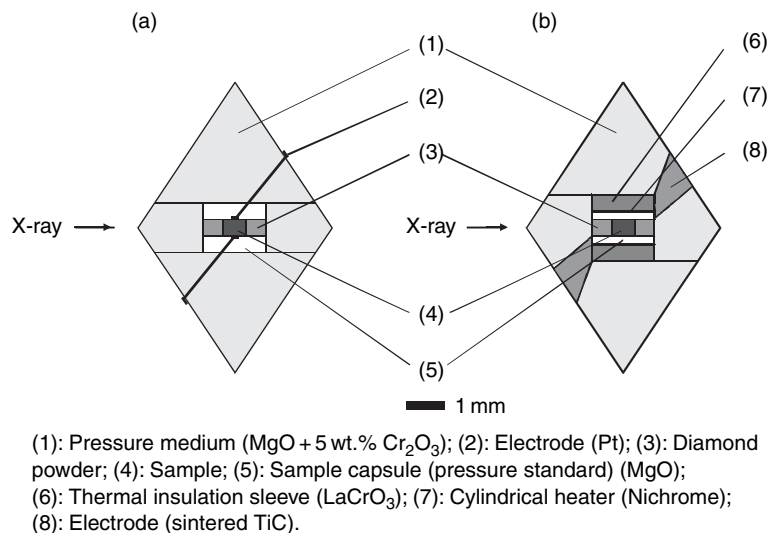 (a)
(b)
(1)
(6)
(2)
(7)
(3)
(8)
X-ray
X-ray
(4)
(5)
1 mm
(1): Pressure medium (MgO + 5 wt.% Cr₂O₃); (2): Electrode (Pt); (3): Diamond
powder; (4): Sample; (5): Sample capsule (pressure standard) (MgO);
(6): Thermal insulation sleeve (LaCrO₃); (7): Cylindrical heater (Nichrome);
(8): Electrode (sintered TiC).